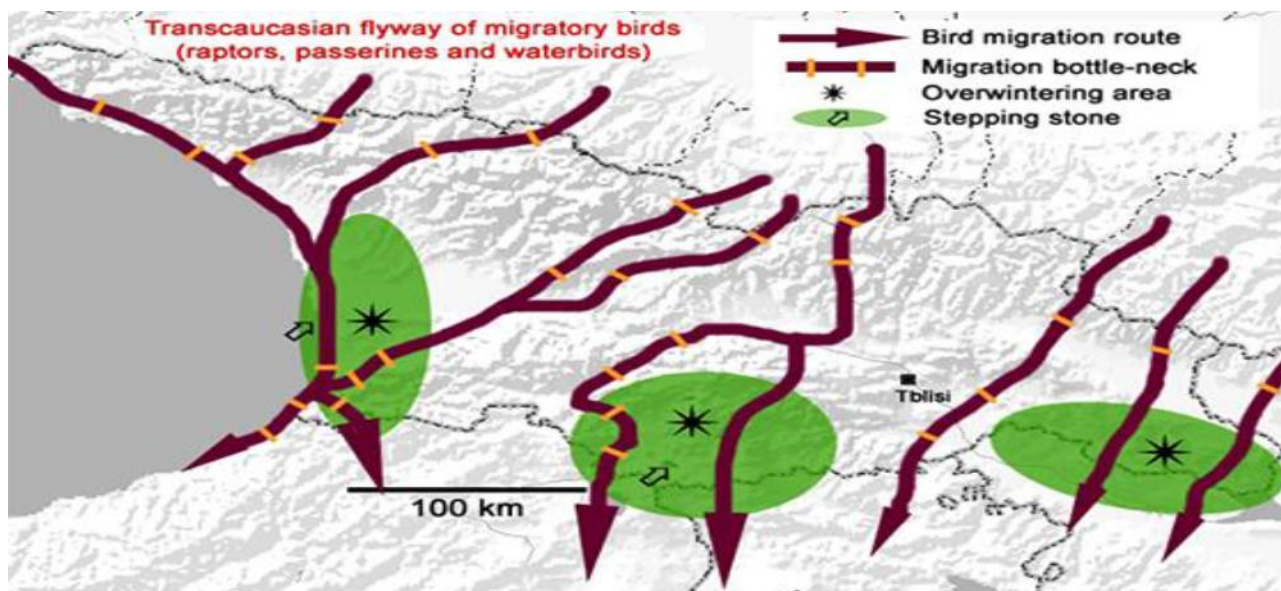 Transcaucasian flyway of migratory birds
(raptors, passerines and waterbirds)
Bird migration route
Migration bottle-neck
Overwintering area
Stepping stone
Tblisi
100 km